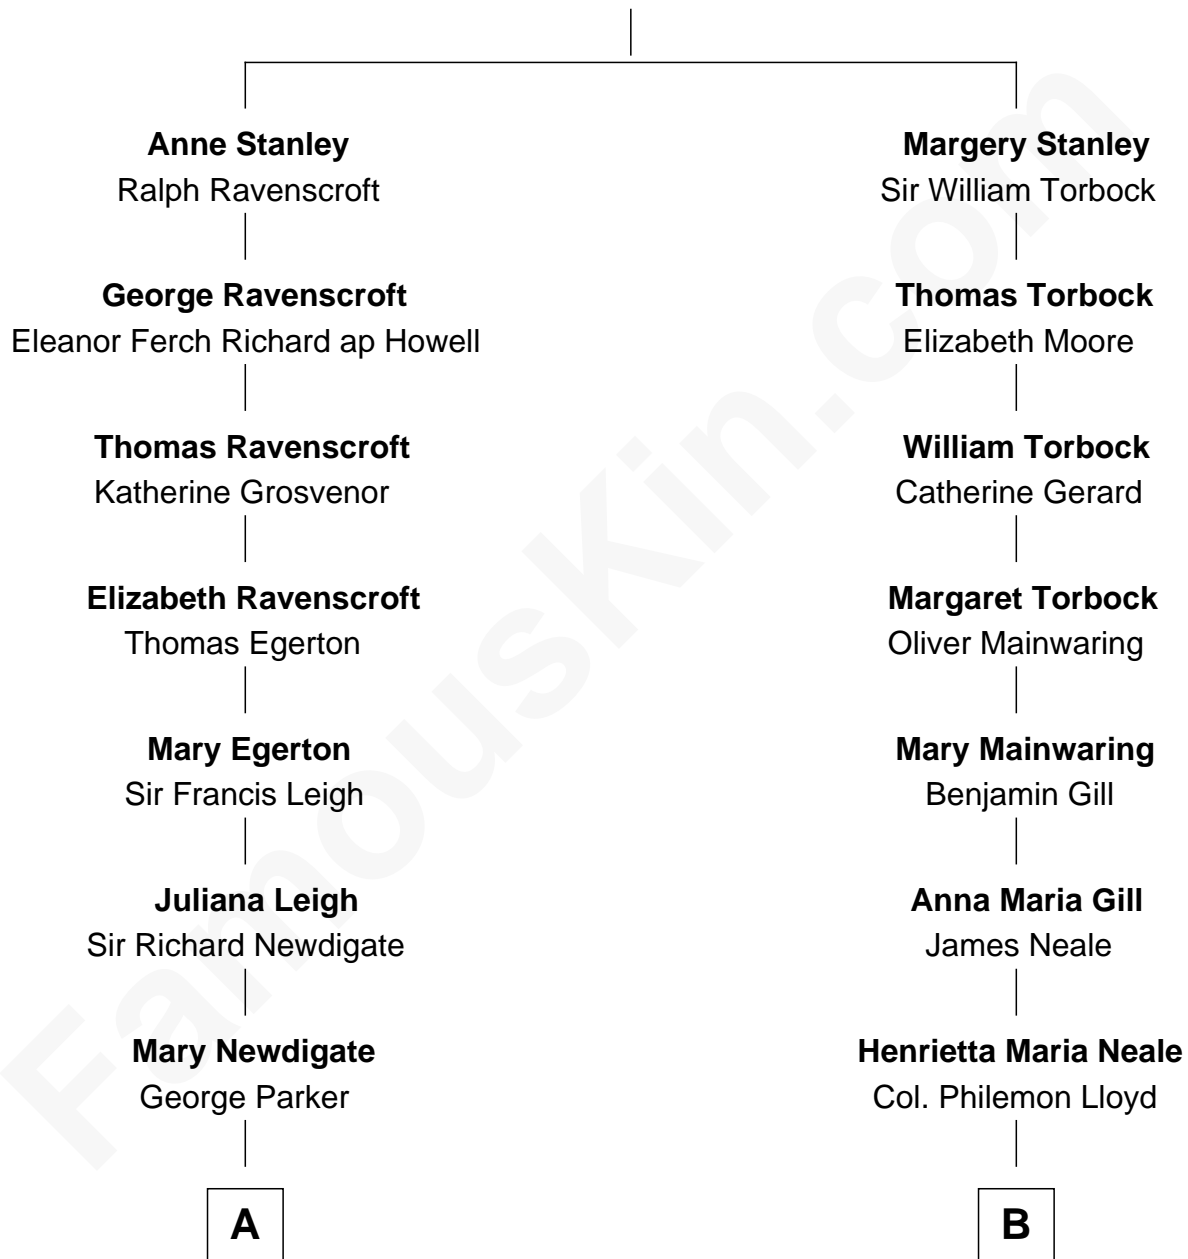 Anne Stanley
Ralph Ravenscroft
George Ravenscroft
Eleanor Ferch Richard ap Howell
Thomas Ravenscroft
Katherine Grosvenor
Elizabeth Ravenscroft
Thomas Egerton
Mary Egerton
Sir Francis Leigh
Juliana Leigh
Sir Richard Newdigate
Mary Newdigate
George Parker
A
Margery Stanley
Sir William Torbock
Thomas Torbock
Elizabeth Moore
William Torbock
Catherine Gerard
Margaret Torbock
Oliver Mainwaring
Mary Mainwaring
Benjamin Gill
Anna Maria Gill
James Neale
Henrietta Maria Neale
Col. Philemon Lloyd
B
FamousKin.com